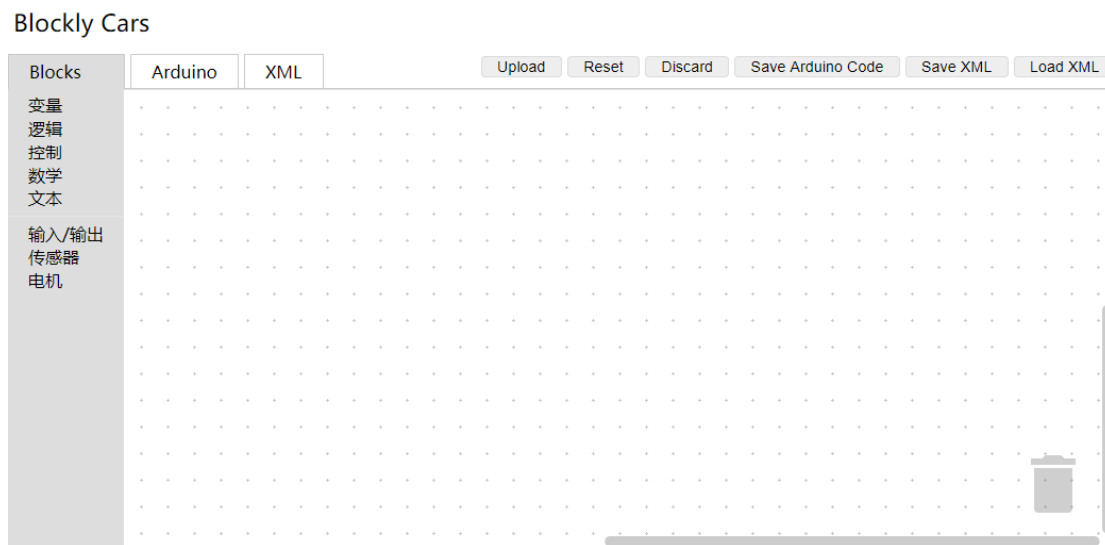 Blockly Cars
Blocks Arduino XML Upload Reset Discard Save Arduino Code Save XML Load XML
变量
逻辑
控制
数学
文本
输入/输出
传感器
电机